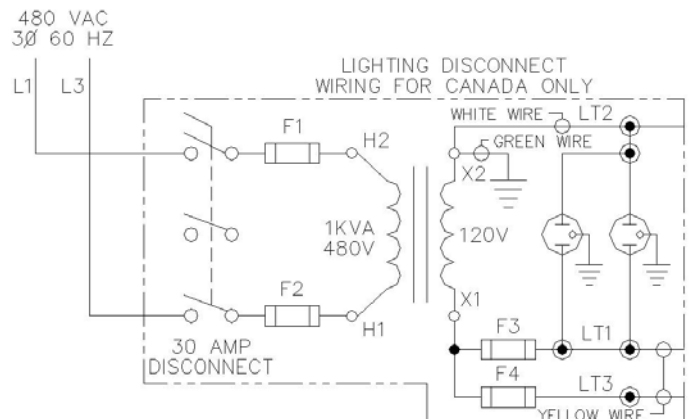 480 VAC
3Ø 60 HZ
L1 L3
LIGHTING DISCONNECT
WIRING FOR CANADA ONLY
WHITE WIRE LT2
F1 H2 GREEN WIRE
X2
1KVA
480V
120V
F2 H1 X1
30 AMP
DISCONNECT
F3 LT1
F4 LT3
YELLOW WIRE